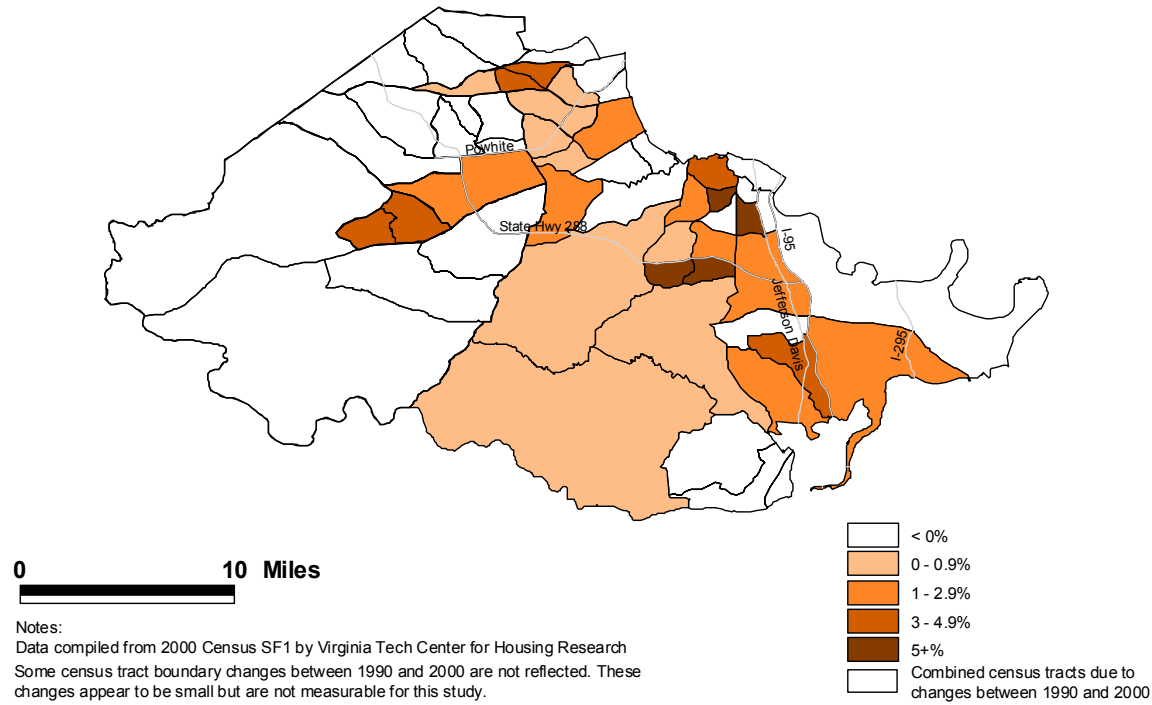 Powhite
State Hwy 288
I-95
Jefferson Davis
I-295
0 10 Miles
< 0%
0 - 0.9%
1 - 2.9%
3 - 4.9%
5+%
Combined census tracts due to
changes between 1990 and 2000
Notes:
Data compiled from 2000 Census SF1 by Virginia Tech Center for Housing Research
Some census tract boundary changes between 1990 and 2000 are not reflected. These
changes appear to be small but are not measurable for this study.